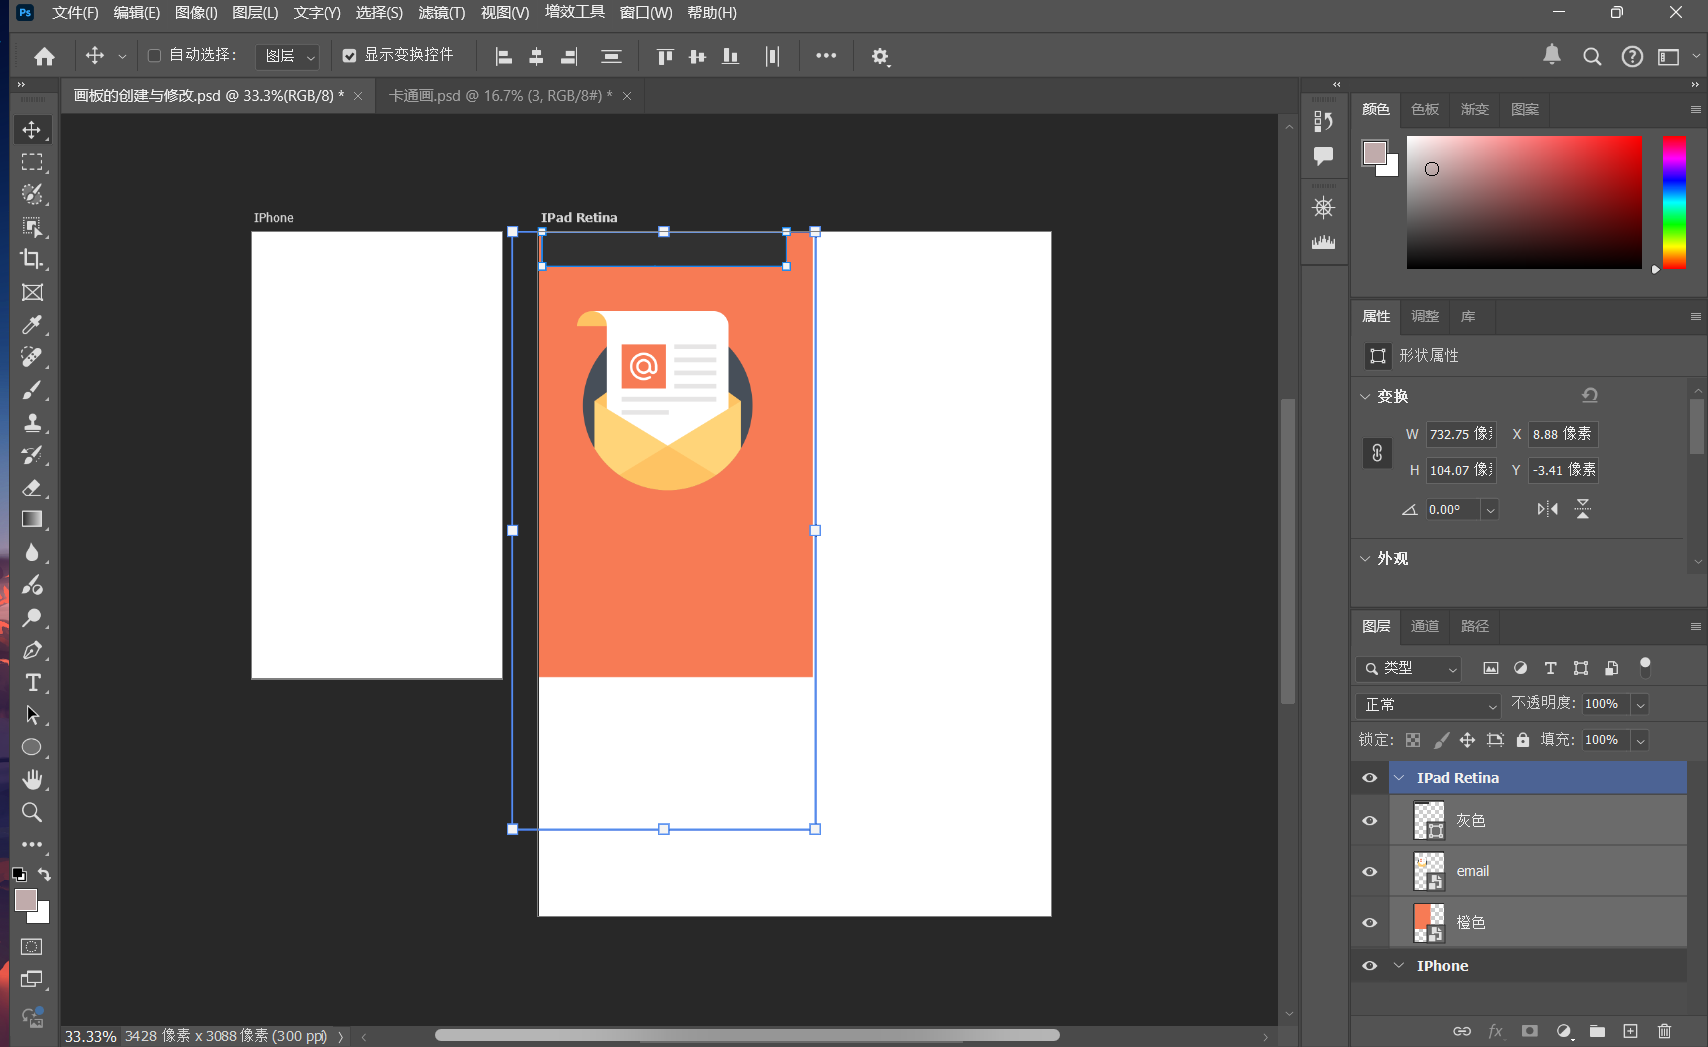 Ps 文件(F) 编辑(E) 图像(I) 图层(L) 文字(Y) 选择(S) 滤镜(T) 视图(V) 增效工具 窗口(W) 帮助(H)
自动选择： 图层 显示变换控件
画板的创建与修改.psd @ 33.3%(RGB/8) * × 卡通画.psd @ 16.7% (3, RGB/8#) * ×
颜色 色板 渐变 图案
IPhone
IPad Retina
@
属性 调整 库
形状属性
变换
W 732.75 像 X 8.88 像素
H 104.07 像 Y -3.41 像素
0.00°
外观
图层 通道 路径
类型
正常 不透明度: 100%
锁定: 填充: 100%
IPad Retina
灰色
email
橙色
IPhone
33.33% 3428 像素 x 3088 像素 (300 ppi)